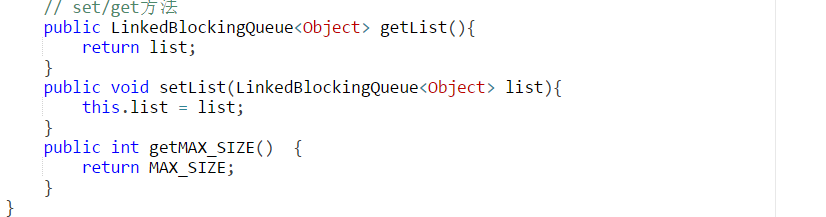 // set/get方法
public LinkedBlockingQueue<Object> getList(){
return list;
}
public void setList(LinkedBlockingQueue<Object> list){
this.list = list;
}
public int getMAX_SIZE()  {
return MAX_SIZE;
}
}